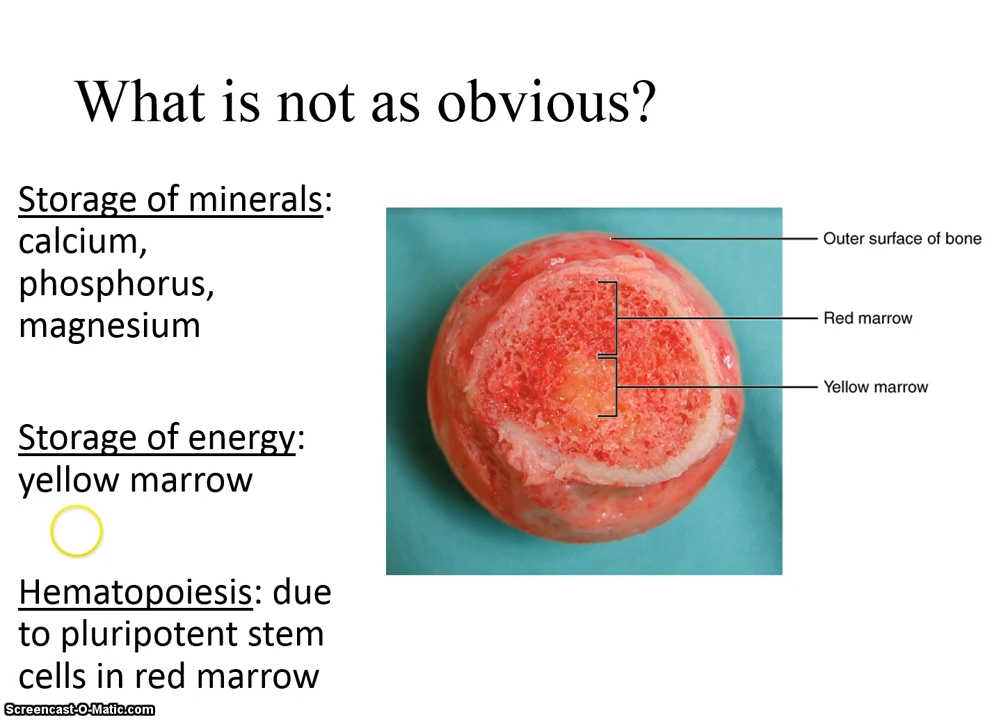 What is not as obvious?
Storage of minerals:
calcium,
phosphorus,
magnesium
Storage of energy:
yellow marrow
Hematopoiesis: due
to pluripotent stem
cells in red marrow
Outer surface of bone
Red marrow
Yellow marrow
Screencast-O-Matic.com